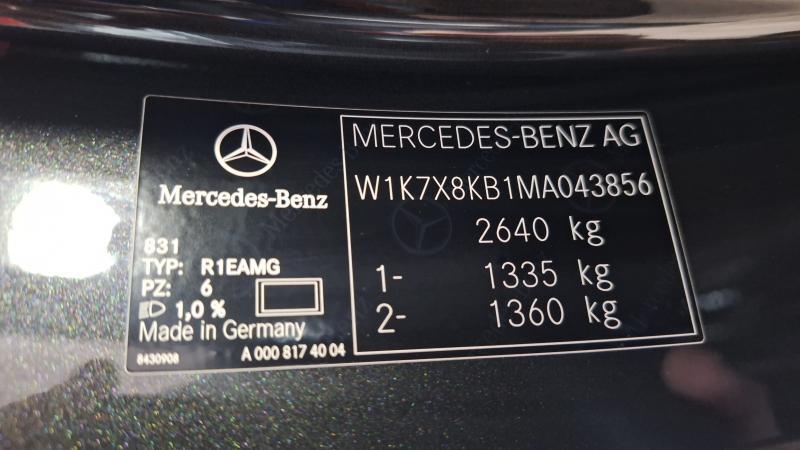 Mercedes-Benz
831
TYP: R1EAMG
PZ: 6
1,0 %
Made in Germany
8430908
A 000 817 40 04
MERCEDES-BENZ AG
W1K7X8KB1MA043856
2640 kg
1- 1335 kg
2- 1360 kg